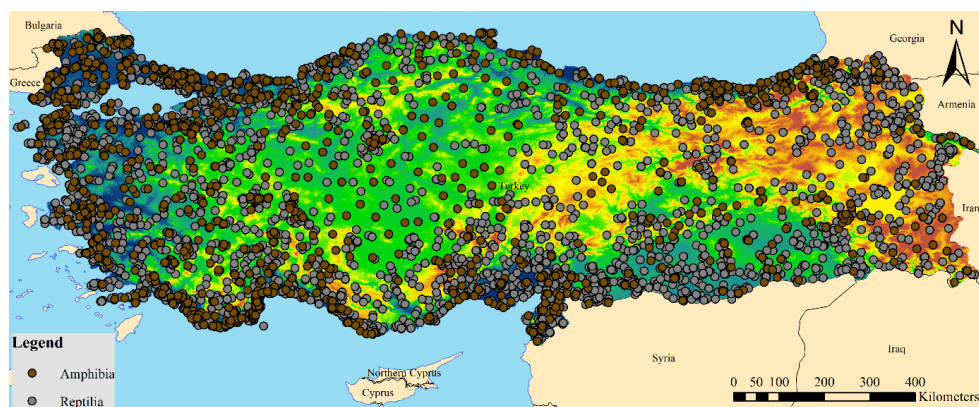 Bulgaria
Georgia
N
Greece
Armenia
Turkey
Iran
Legend
Amphibia
Reptilia
Northern Cyprus
Cyprus
Syria
Iraq
0 50 100 200 300 400
Kilometers